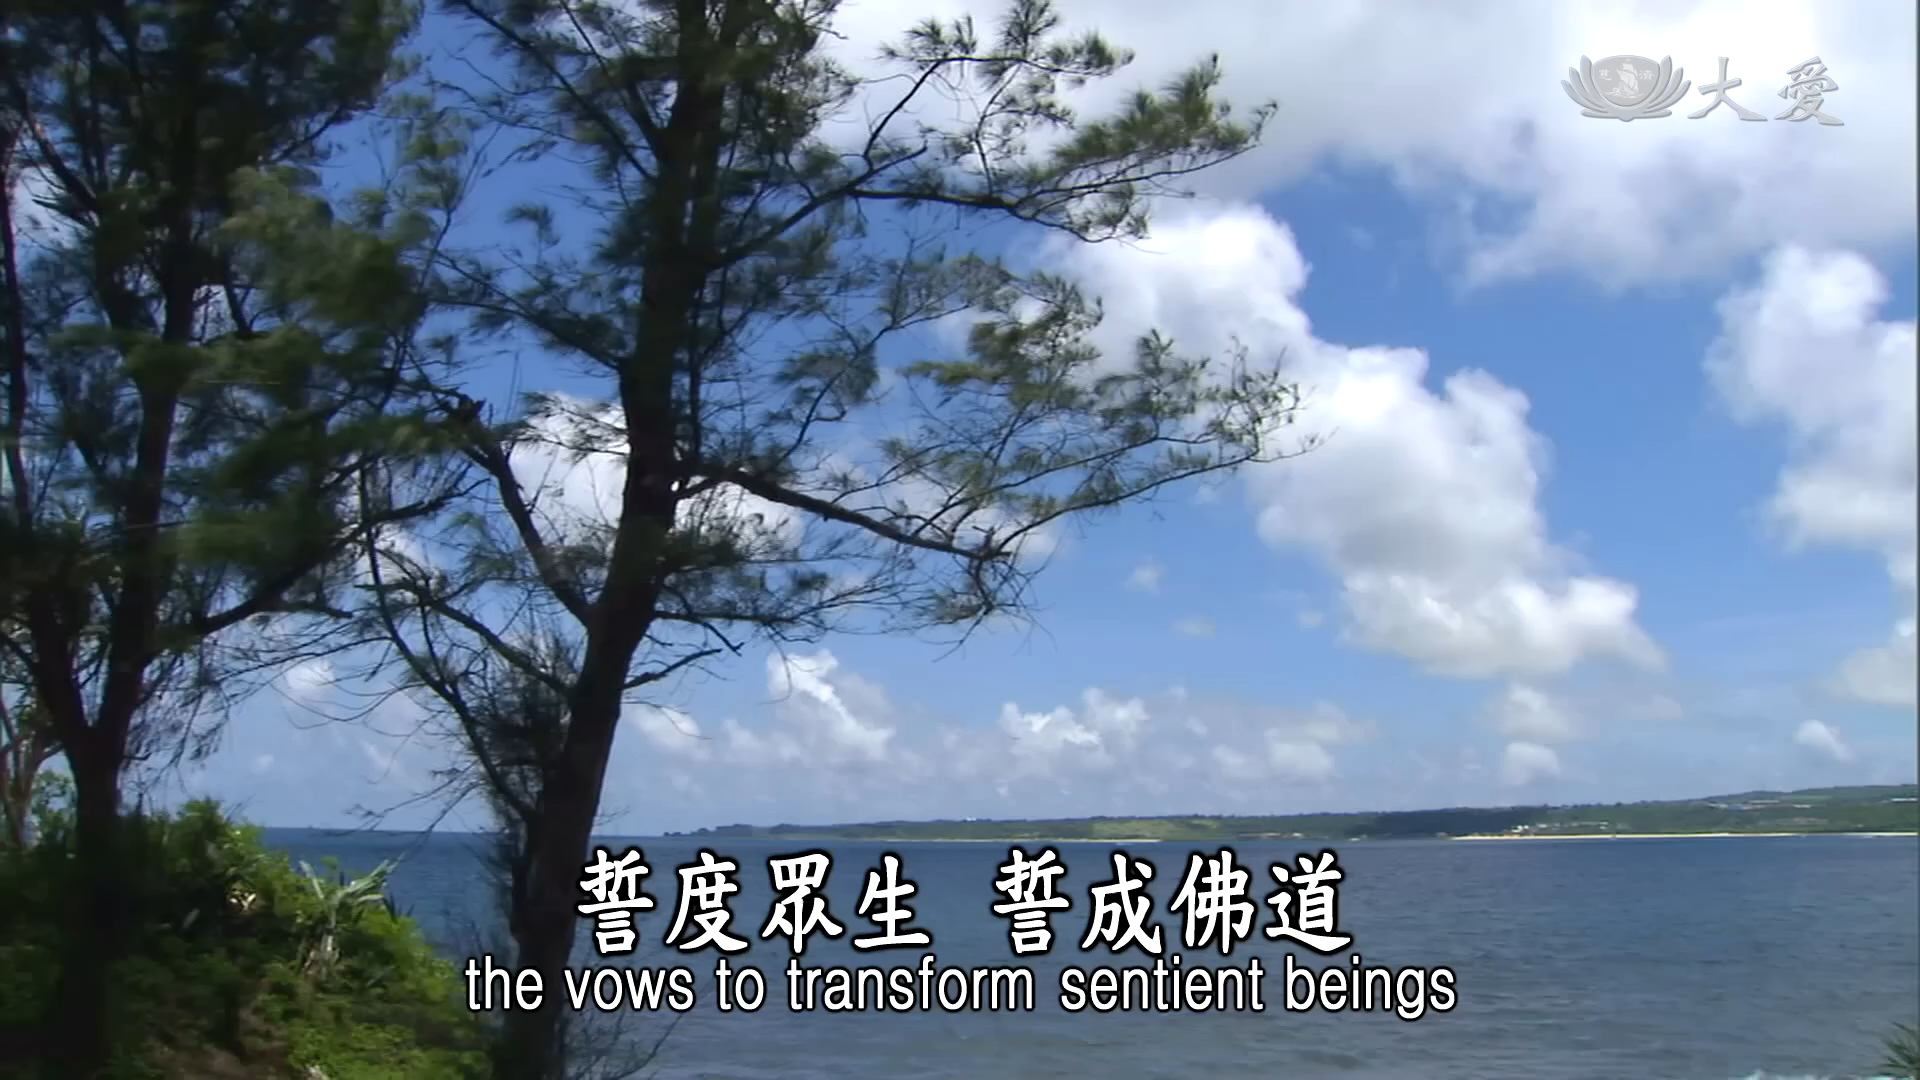 大愛
誓度眾生 誓成佛道
the vows to transform sentient beings